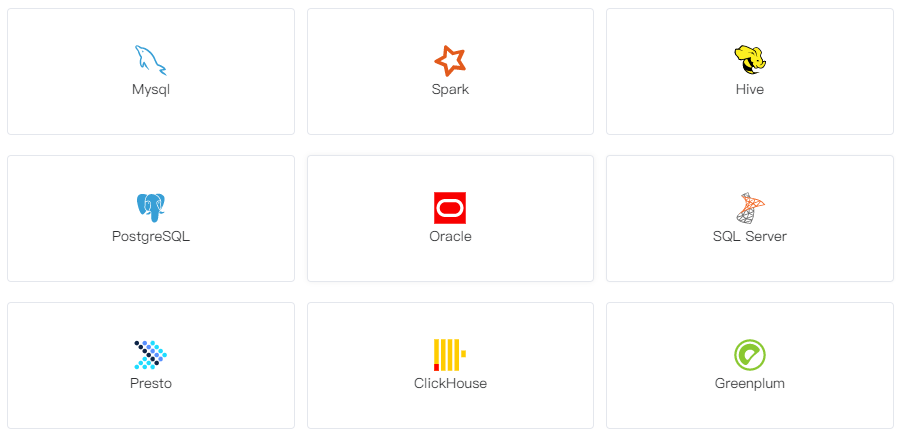 Mysql
Spark
Hive
PostgreSQL
Oracle
SQL Server
Presto
ClickHouse
Greenplum